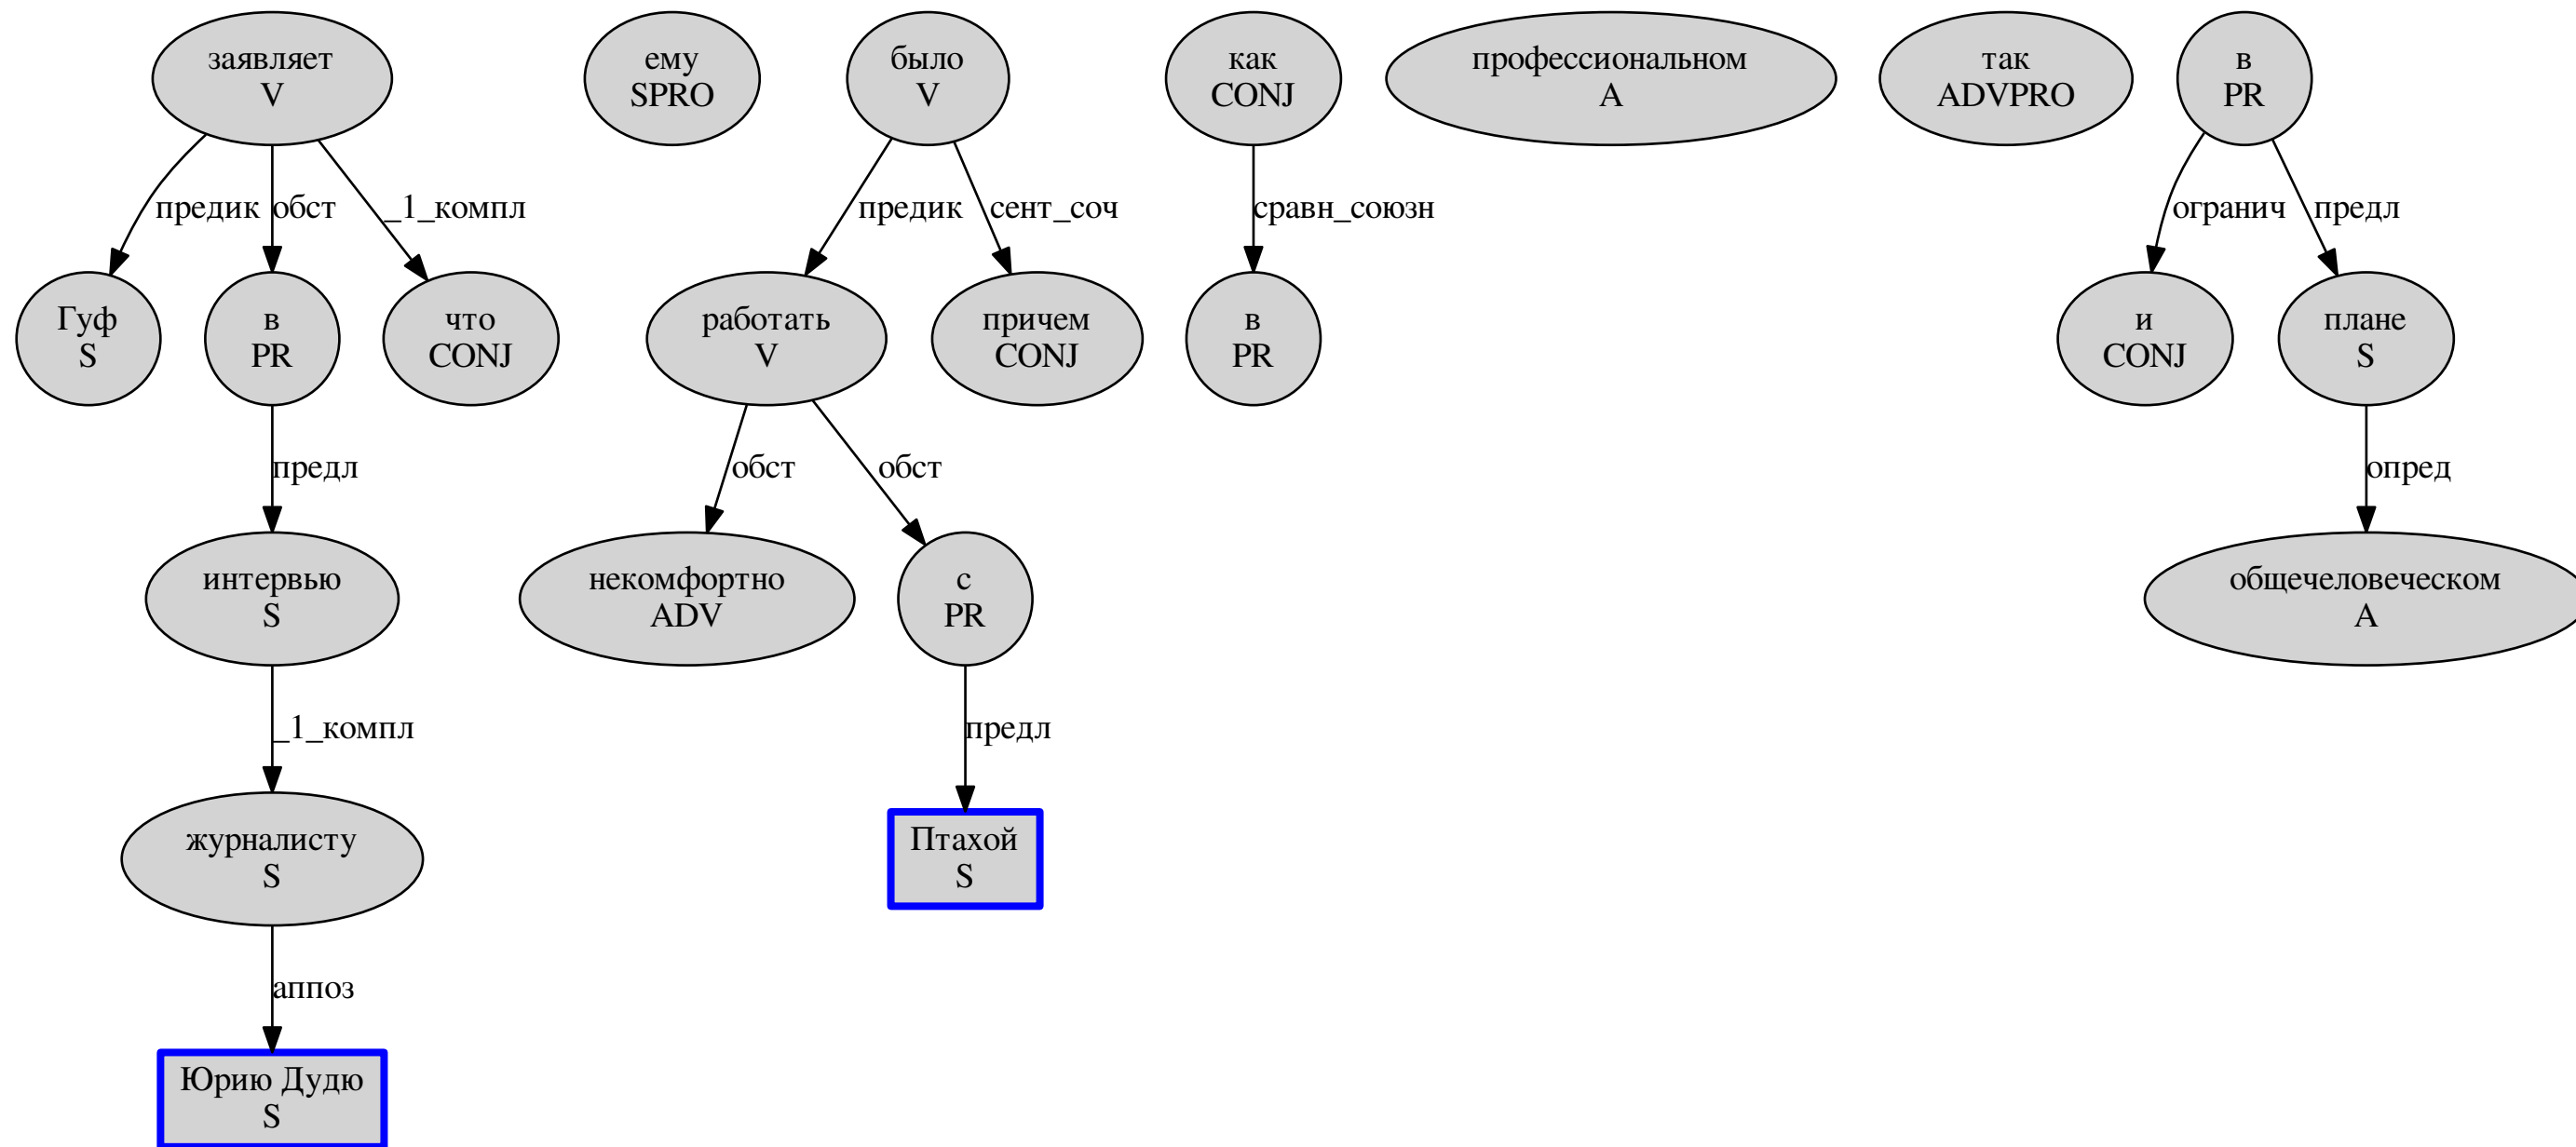 заявляет
V
ему
SPRO
было
V
как
CONJ
профессиональном
A
так
ADVPRO
в
PR
предик
обст
_1_компл
предик
сент_соч
сравн_союзн
огранич
предл
Гуф
S
в
PR
что
CONJ
работать
V
причем
CONJ
в
PR
и
CONJ
плане
S
предл
обст
обст
опред
интервью
S
некомфортно
ADV
с
PR
общечеловеческом
A
_1_компл
предл
журналисту
S
Птахой
S
аппоз
Юрию Дудю
S